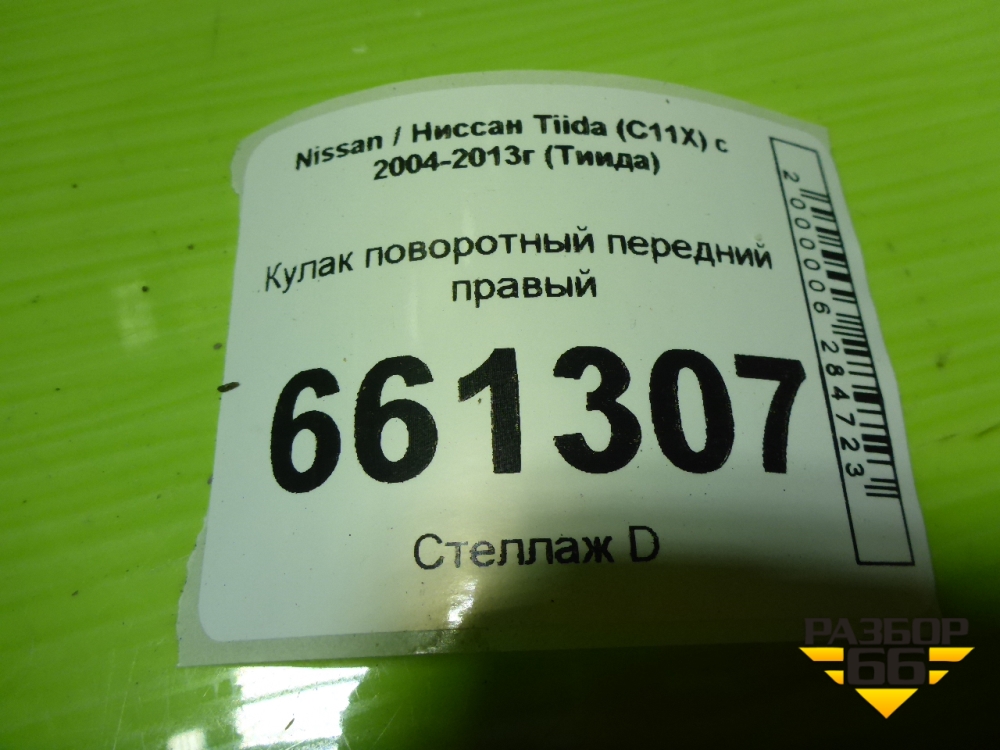 Nissan / Ниссан Tiida (C11X) с
2004-2013г (Тиида)
Кулак поворотный передний
правый
661307
Стеллаж D
2000006284723
РАЗБОР
66